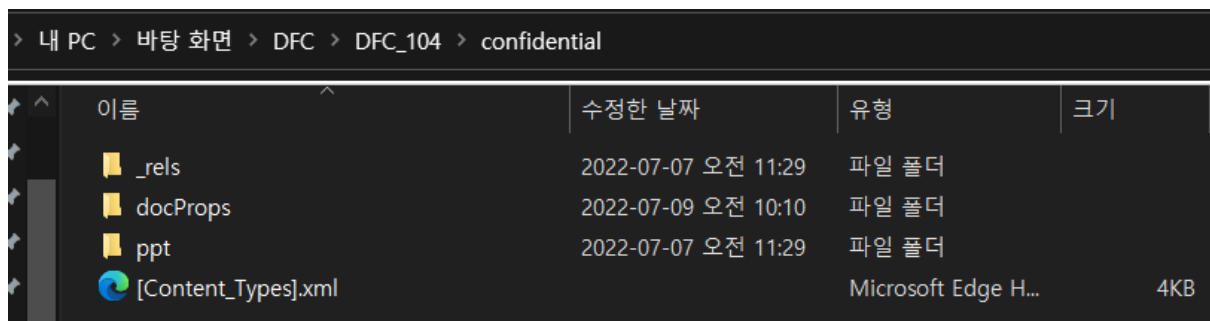 > 내 PC > 바탕 화면 > DFC > DFC_104 > confidential
이름 수정한 날짜 유형 크기
_rels 2022-07-07 오전 11:29 파일 폴더
docProps 2022-07-09 오전 10:10 파일 폴더
ppt 2022-07-07 오전 11:29 파일 폴더
[Content_Types].xml Microsoft Edge H... 4KB